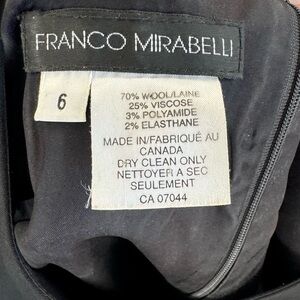 FRANCO MIRABELLI
6
70% WOOL/LAINE
25% VISCOSE
3% POLYAMIDE
2% ELASTHANE
MADE IN/FABRIQUÉ AU
CANADA
DRY CLEAN ONLY
NETTOYER A SEC
SEULEMENT
CA 07044